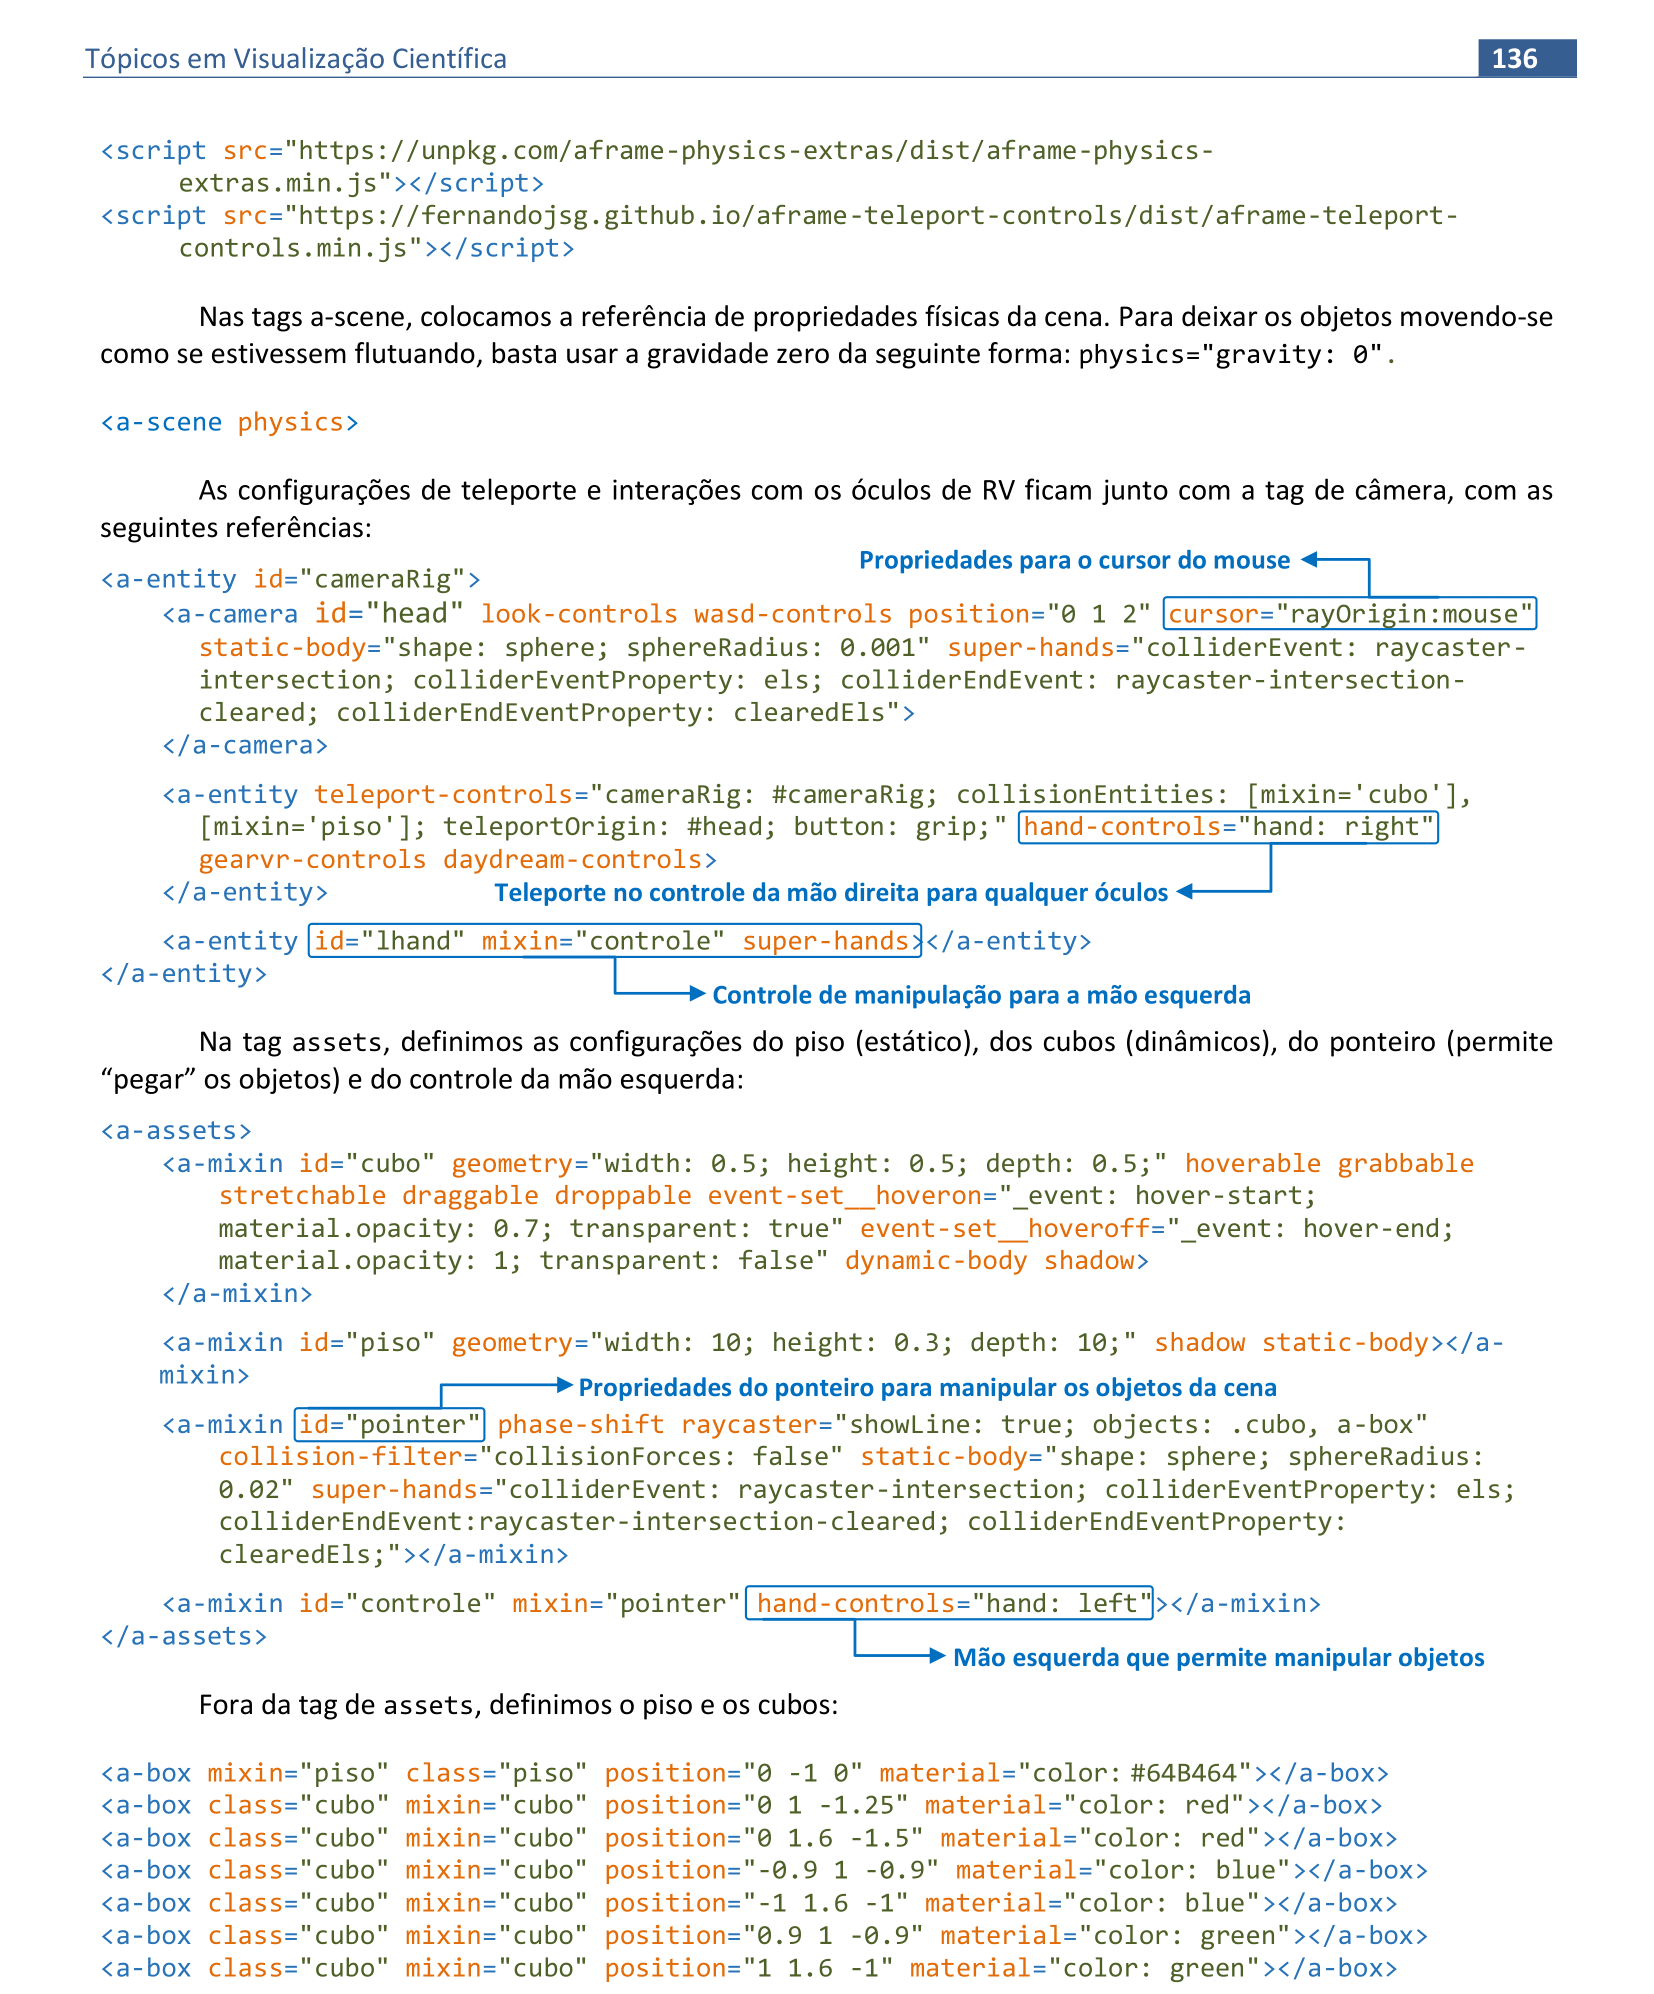 Tópicos em Visualização Científica 136
<script src="https://unpkg.com/aframe-physics-extras/dist/aframe-physics-
extras.min.js"></script>
<script src="https://fernandojsg.github.io/aframe-teleport-controls/dist/aframe-teleport-
controls.min.js"></script>
Nas tags a-scene, colocamos a referência de propriedades físicas da cena. Para deixar os objetos movendo-se
como se estivessem flutuando, basta usar a gravidade zero da seguinte forma: physics="gravity: 0".
<a-scene physics>
As configurações de teleporte e interações com os óculos de RV ficam junto com a tag de câmera, com as
seguintes referências:
Propriedades para o cursor do mouse
<a-entity id="cameraRig">
<a-camera id="head" look-controls wasd-controls position="0 1 2" cursor="rayOrigin:mouse"
static-body="shape: sphere; sphereRadius: 0.001" super-hands="colliderEvent: raycaster-
intersection; colliderEventProperty: els; colliderEndEvent: raycaster-intersection-
cleared; colliderEndEventProperty: clearedEls">
</a-camera>
<a-entity teleport-controls="cameraRig: #cameraRig; collisionEntities: [mixin='cubo'],
[mixin='piso']; teleportOrigin: #head; button: grip;" hand-controls="hand: right"
gearvr-controls daydream-controls>
</a-entity>
Teleporte no controle da mão direita para qualquer óculos
<a-entity id="lhand" mixin="controle" super-hands></a-entity>
</a-entity>
Controle de manipulação para a mão esquerda
Na tag assets, definimos as configurações do piso (estático), dos cubos (dinâmicos), do ponteiro (permite
“pegar” os objetos) e do controle da mão esquerda:
<a-assets>
<a-mixin id="cubo" geometry="width: 0.5; height: 0.5; depth: 0.5;" hoverable grabbable
stretchable draggable droppable event-set__hoveron="_event: hover-start;
material.opacity: 0.7; transparent: true" event-set__hoveroff="_event: hover-end;
material.opacity: 1; transparent: false" dynamic-body shadow>
</a-mixin>
<a-mixin id="piso" geometry="width: 10; height: 0.3; depth: 10;" shadow static-body></a-
mixin>
Propriedades do ponteiro para manipular os objetos da cena
<a-mixin id="pointer" phase-shift raycaster="showLine: true; objects: .cubo, a-box"
collision-filter="collisionForces: false" static-body="shape: sphere; sphereRadius:
0.02" super-hands="colliderEvent: raycaster-intersection; colliderEventProperty: els;
colliderEndEvent:raycaster-intersection-cleared; colliderEndEventProperty:
clearedEls;"></a-mixin>
<a-mixin id="controle" mixin="pointer" hand-controls="hand: left"></a-mixin>
</a-assets>
Mão esquerda que permite manipular objetos
Fora da tag de assets, definimos o piso e os cubos:
<a-box mixin="piso" class="piso" position="0 -1 0" material="color: #64B464"></a-box>
<a-box class="cubo" mixin="cubo" position="0 1 -1.25" material="color: red"></a-box>
<a-box class="cubo" mixin="cubo" position="0 1.6 -1.5" material="color: red"></a-box>
<a-box class="cubo" mixin="cubo" position="-0.9 1 -0.9" material="color: blue"></a-box>
<a-box class="cubo" mixin="cubo" position="-1 1.6 -1" material="color: blue"></a-box>
<a-box class="cubo" mixin="cubo" position="0.9 1 -0.9" material="color: green"></a-box>
<a-box class="cubo" mixin="cubo" position="1 1.6 -1" material="color: green"></a-box>